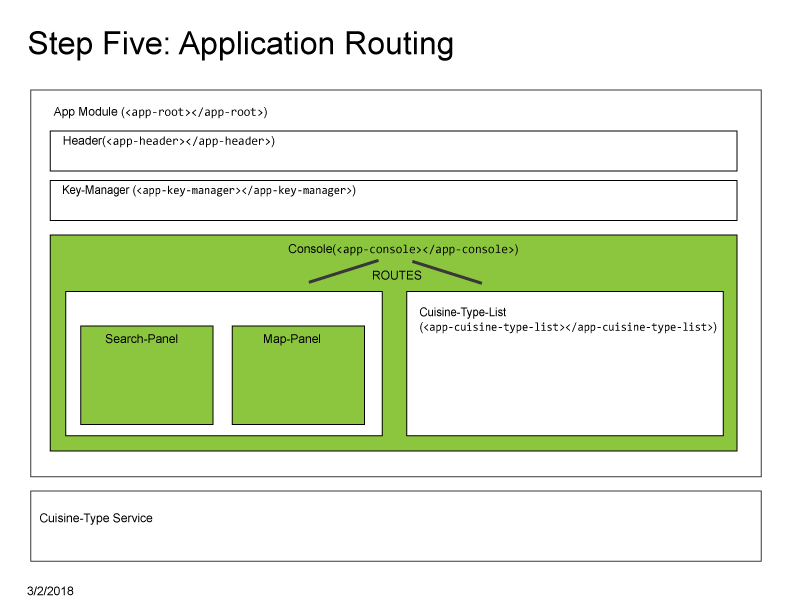 Step Five: Application Routing
App Module (<app-root></app-root>)
Header(<app-header></app-header>)
Key-Manager (<app-key-manager></app-key-manager>)
Console(<app-console></app-console>)
ROUTES
Search-Panel
Map-Panel
Cuisine-Type-List
(<app-cuisine-type-list></app-cuisine-type-list>)
Cuisine-Type Service
3/2/2018